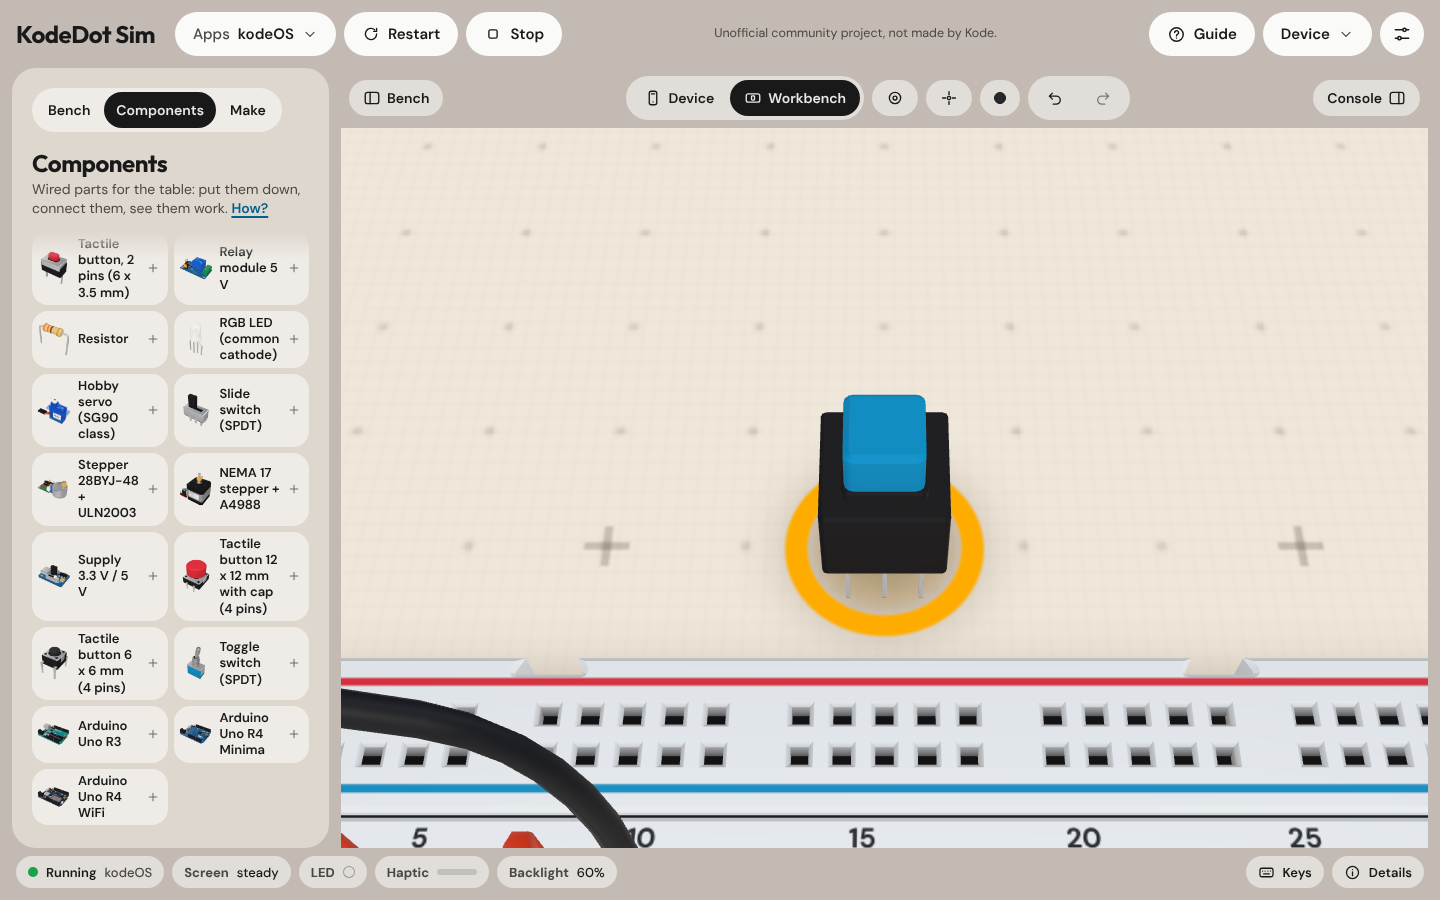 KodeDot Sim
Apps kodeOS
Restart
Stop
Unofficial community project, not made by Kode.
Guide
Device
Bench
Components
Make
Bench
Device
Workbench
Console
Components
Wired parts for the table: put them down,
connect them, see them work. How?
Tactile
button, 2
pins (6 x
3.5 mm)
Relay
module 5
V
Resistor
RGB LED
(common
cathode)
Hobby
servo
(SG90
class)
Slide
switch
(SPDT)
Stepper
28BYJ-48
+
ULN2003
NEMA 17
stepper +
A4988
Supply
3.3 V / 5
V
Tactile
button 12
x 12 mm
with cap
(4 pins)
Tactile
button 6
x 6 mm
(4 pins)
Toggle
switch
(SPDT)
Arduino
Uno R3
Arduino
Uno R4
Minima
Arduino
Uno R4
WiFi
5 10 15 20 25
Running kodeOS
Screen steady
LED
Haptic
Backlight 60%
Keys
Details